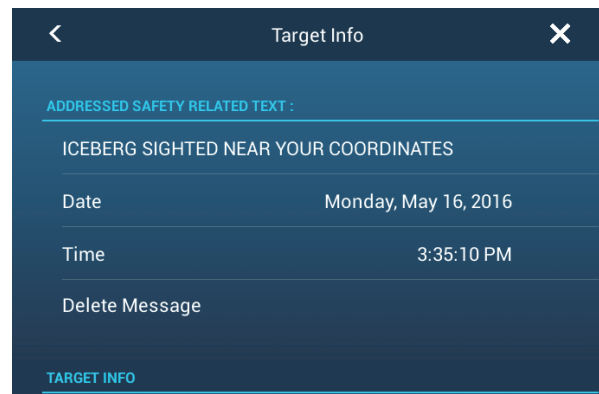 Target Info
ADDRESSED SAFETY RELATED TEXT :
ICEBERG SIGHTED NEAR YOUR COORDINATES
Date Monday, May 16, 2016
Time 3:35:10 PM
Delete Message
TARGET INFO